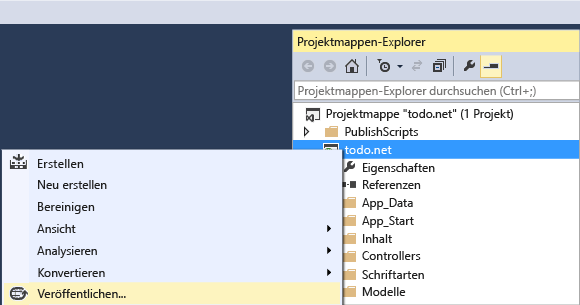 Projektmappen-Explorer
Projektmappen-Explorer durchsuchen (Ctrl+;)
Projektmappe "todo.net" (1 Projekt)
PublishScripts
todo.net
Eigenschaften
Referenzen
App_Data
App_Start
Inhalt
Controllers
Schriftarten
Modelle
Erstellen
Neu erstellen
Bereinigen
Ansicht
Analysieren
Konvertieren
Veröffentlichen...